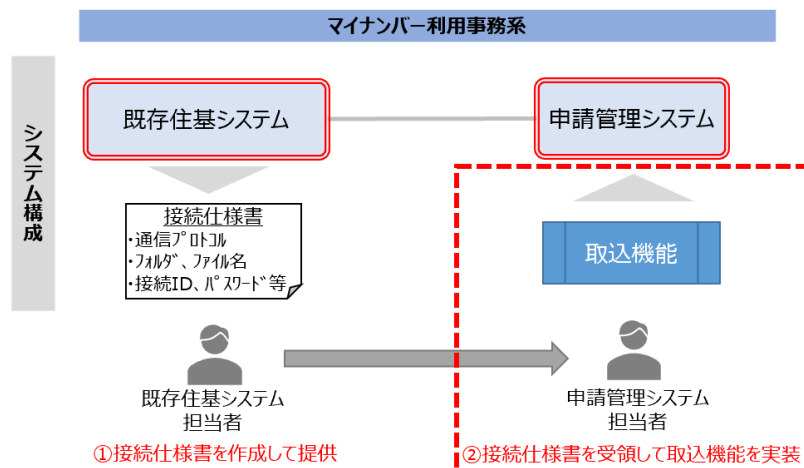 マイナンバー利用事務系
システム構成
既存住基システム
申請管理システム
接続仕様書
・通信プロトコル
・フォルダ、ファイル名
・接続ID、パスワード等
取込機能
既存住基システム
担当者
申請管理システム
担当者
①接続仕様書を作成して提供
②接続仕様書を受領して取込機能を実装